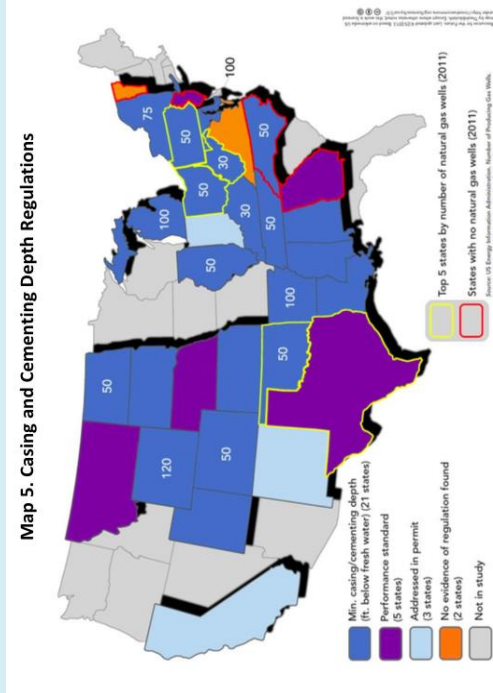 Map 5. Casing and Cementing Depth Regulations
50
75
120
100
50
50
50
50
30
100
30
50
50
100
50
Min. casing/cementing depth
(ft. below fresh water) (21 states)
Performance standard
(5 states)
Addressed in permit
(3 states)
No evidence of regulation found
(2 states)
Not in study
Top 5 states by number of natural gas wells (2011)
States with no natural gas wells (2011)
Source: US Energy Information Administration, Number of Producing Gas Wells.